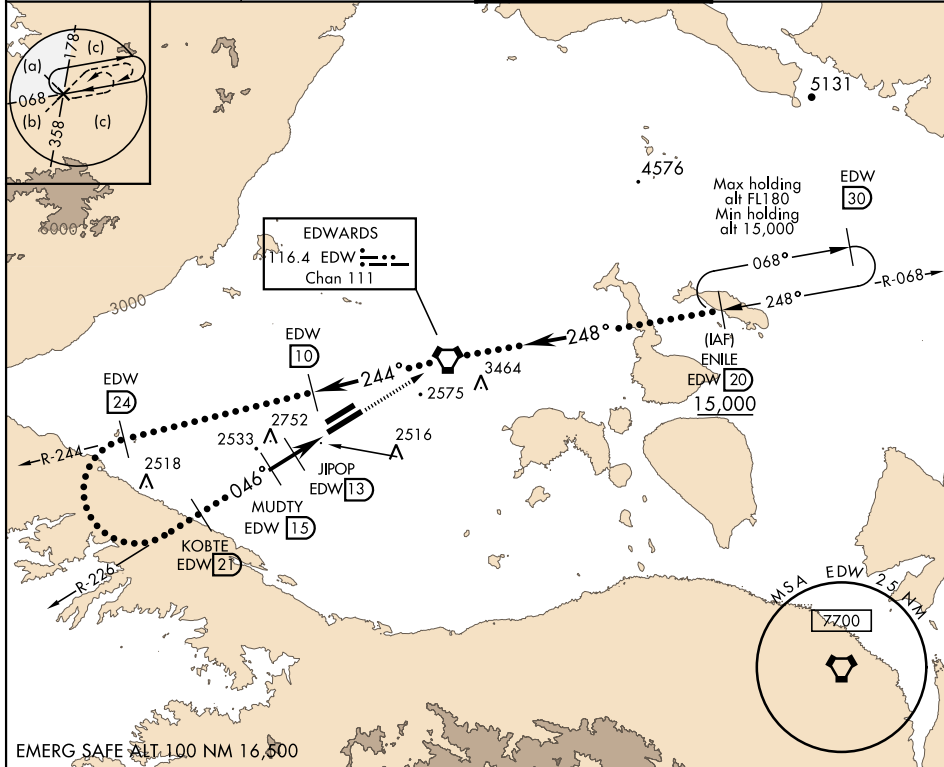 178
(c)
(a)
068
(b)
358
(c)
5131
4576
6000
3000
Max holding
alt FL180
Min holding
alt 15,000
EDW
30
068°
248°
R-068
EDWARDS
116.4 EDW
Chan 111
(IAF)
ENILE
EDW 20
15,000
248°
EDW
10
244°
3464
2575
EDW
24
R-244
2752
2533
2516
2518
046°
JIPOP
EDW 13
MUDTY
EDW 15
KOBTE
EDW 21
R-226
MSA EDW 25 NM
7700
EMERG SAFE ALT 100 NM 16,500